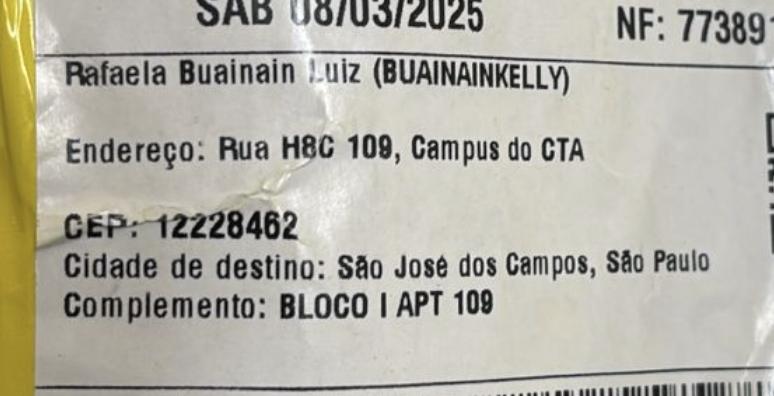 SAB 08/03/2025
NF: 77389
Rafaela Buainain Luiz (BUAINAINKELLY)
Endereço: Rua H8C 109, Campus do CTA
CEP: 12228462
Cidade de destino: São José dos Campos, São Paulo
Complemento: BLOCO I APT 109